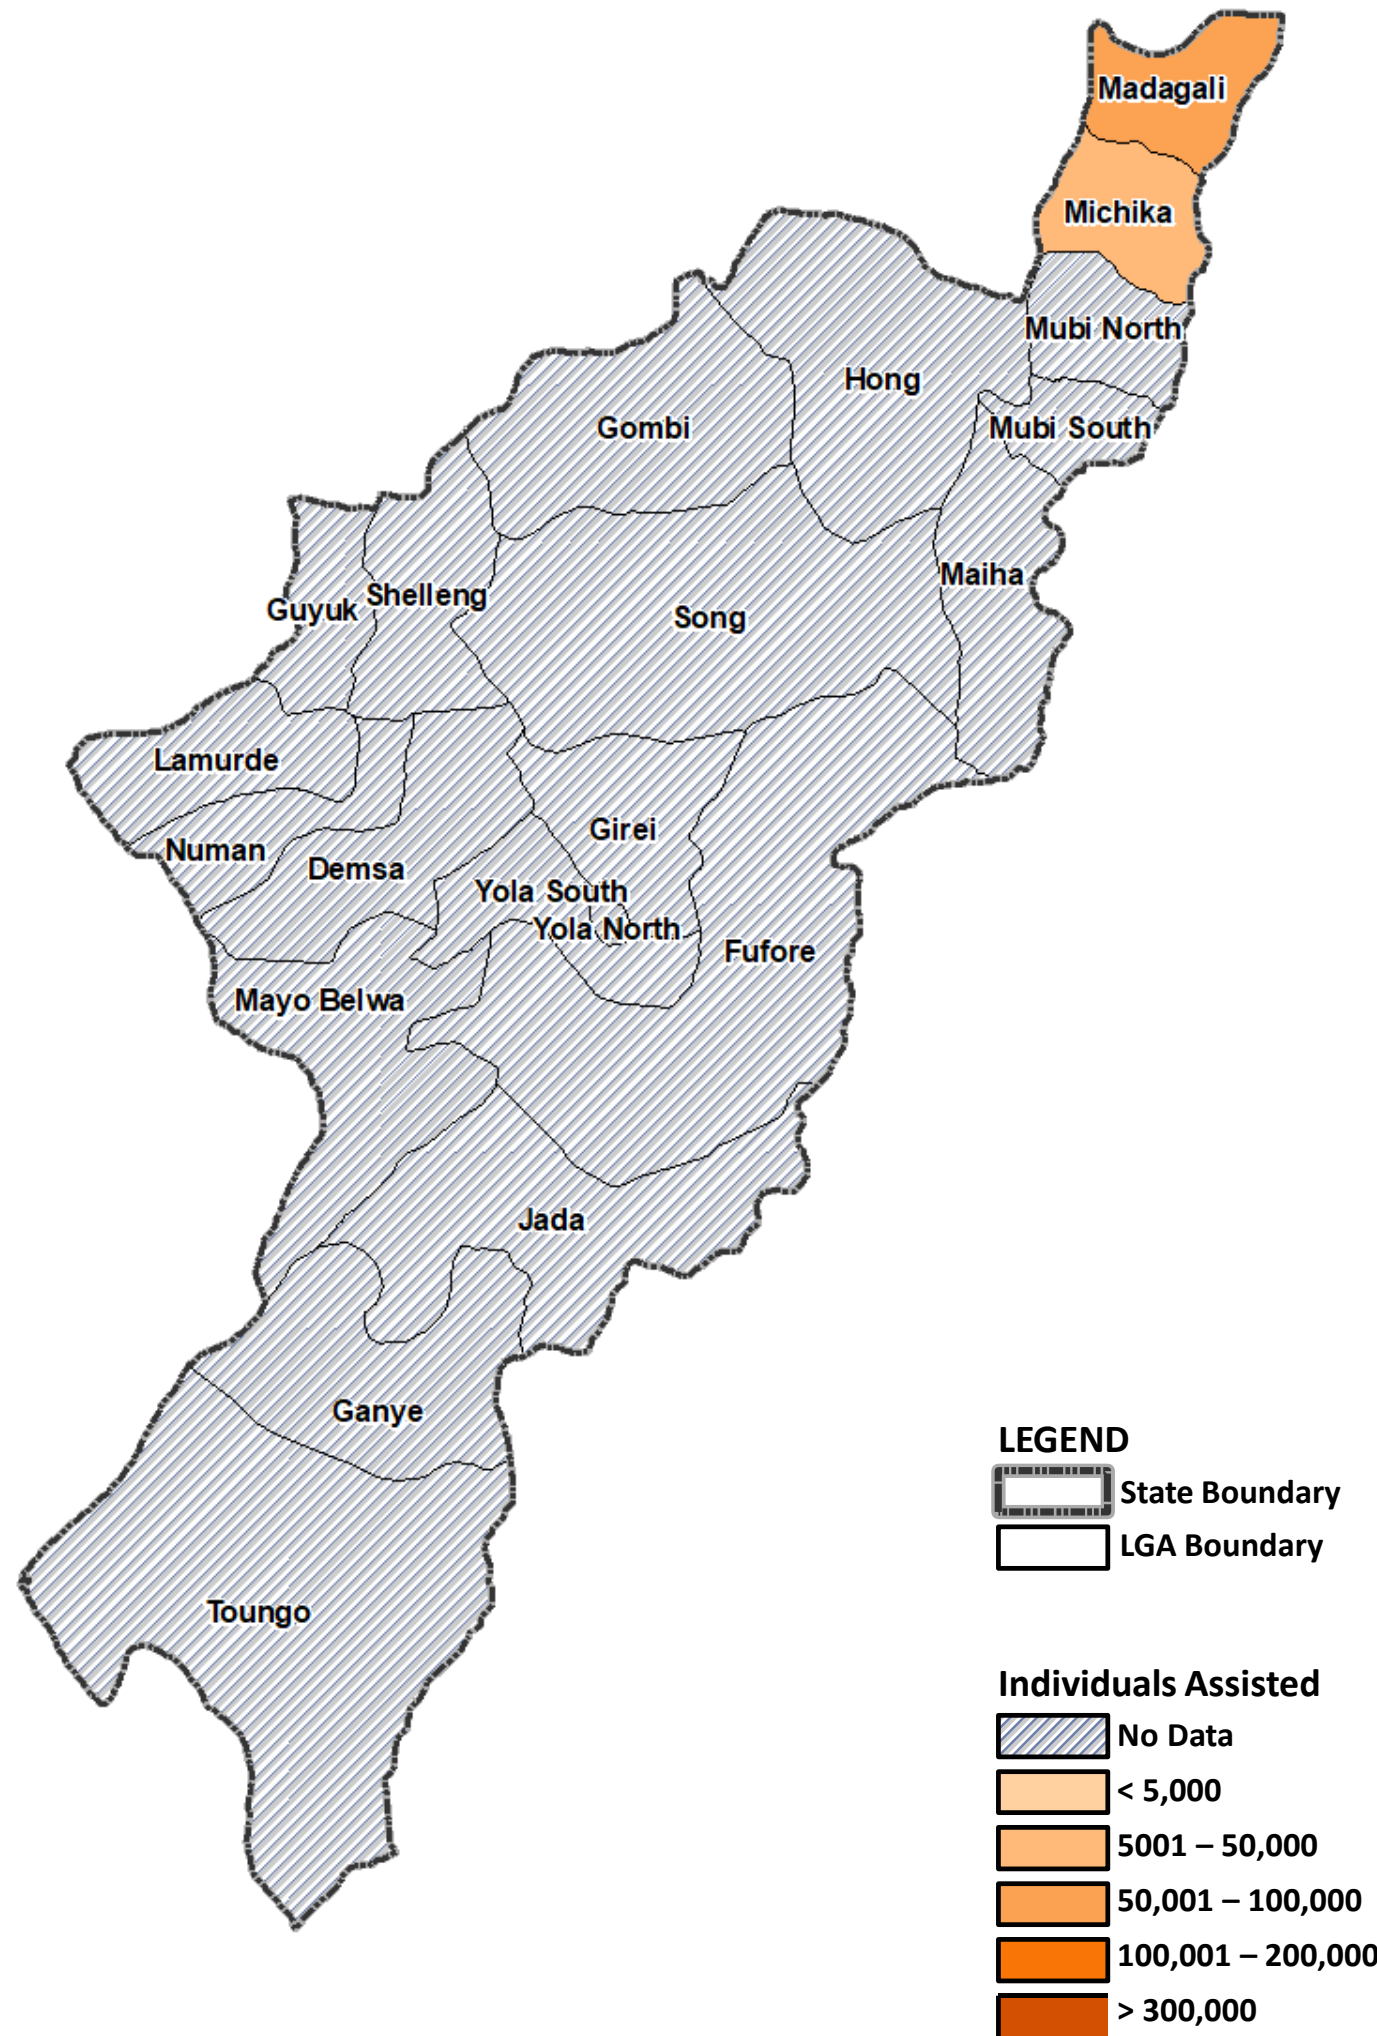 Madagali
Michika
Mubi North
Hong
Gombi
Mubi South
Maiha
Shelleng
Guyuk
Song
Lamurde
Girei
Numan
Demsa
Yola South
Yola North
Fufore
Mayo Belwa
Jada
Ganye
Toungo
LEGEND
State Boundary
LGA Boundary
Individuals Assisted
No Data
< 5,000
5001 – 50,000
50,001 – 100,000
100,001 – 200,000
> 300,000